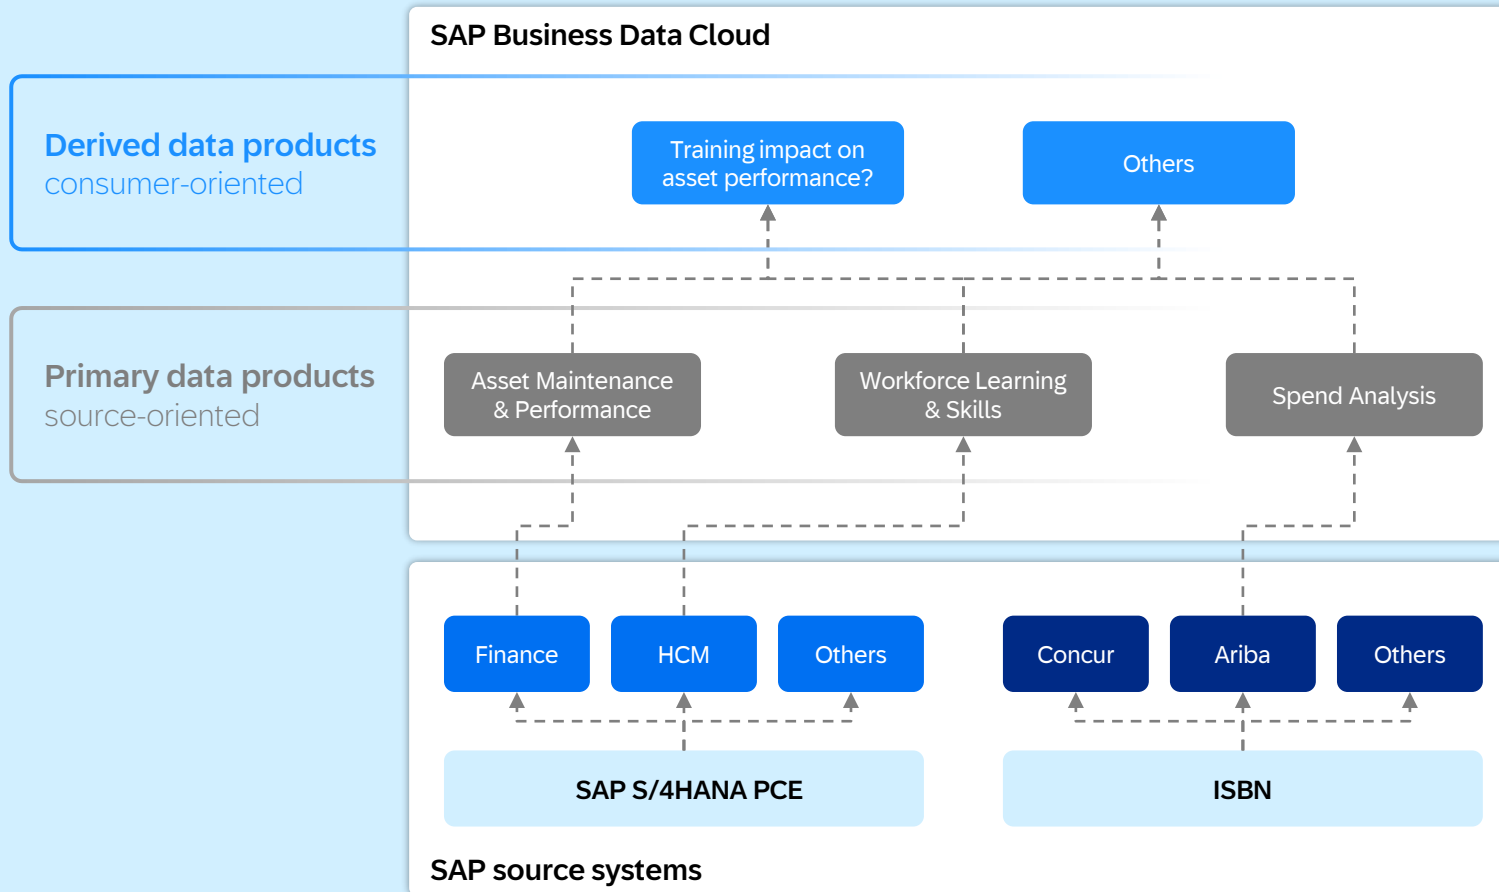 SAP Business Data Cloud
Derived data products
consumer-oriented
Training impact on
asset performance?
Others
Primary data products
source-oriented
Asset Maintenance
& Performance
Workforce Learning
& Skills
Spend Analysis
Finance
HCM
Others
Concur
Ariba
Others
SAP S/4HANA PCE
ISBN
SAP source systems